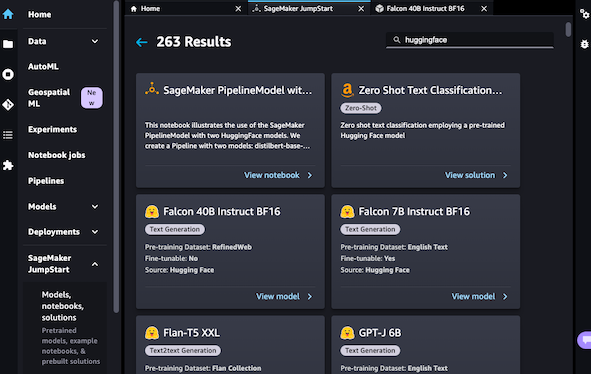 Home
Data
AutoML
Geospatial
ML
Ne
w
Experiments
Notebook jobs
Pipelines
Models
Deployments
SageMaker
JumpStart
Models,
notebooks,
solutions
Pretrained
models, example
notebooks, &
prebuilt solutions
Home
SageMaker JumpStart
Falcon 40B Instruct BF16
263 Results
huggingface
SageMaker PipelineModel wit...
This notebook illustrates the use of the SageMaker
PipelineModel with two HuggingFace models. We
create a Pipeline with two models: distilbert-base-...
View notebook
Zero Shot Text Classification...
Zero-Shot
Zero shot text classification employing a pre-trained
Hugging Face model
View solution
Falcon 40B Instruct BF16
Text Generation
Pre-training Dataset: RefinedWeb
Fine-tunable: No
Source: Hugging Face
View model
Falcon 7B Instruct BF16
Text Generation
Pre-training Dataset: English Text
Fine-tunable: Yes
Source: Hugging Face
View model
Flan-T5 XXL
Text2text Generation
Pre-training Dataset: Flan Collection
GPT-J 6B
Text Generation
Pre-training Dataset: English Text